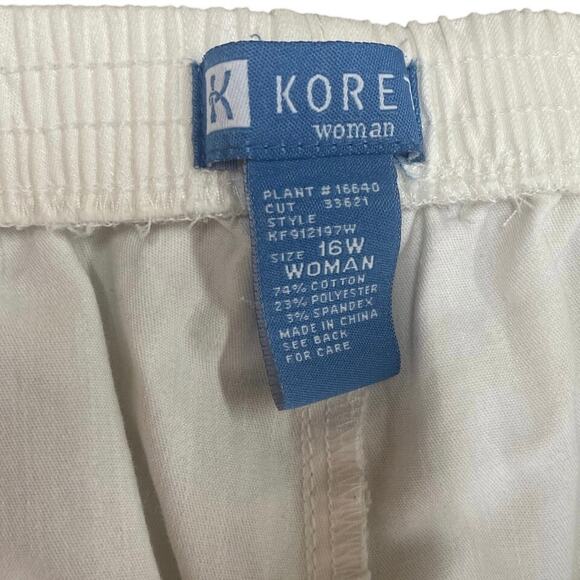 K KORET
woman
PLANT # 16640
CUT 33621
STYLE
KF912197W
SIZE 16W
WOMAN
74% COTTON
23% POLYESTER
3% SPANDEX
MADE IN CHINA
SEE BACK
FOR CARE